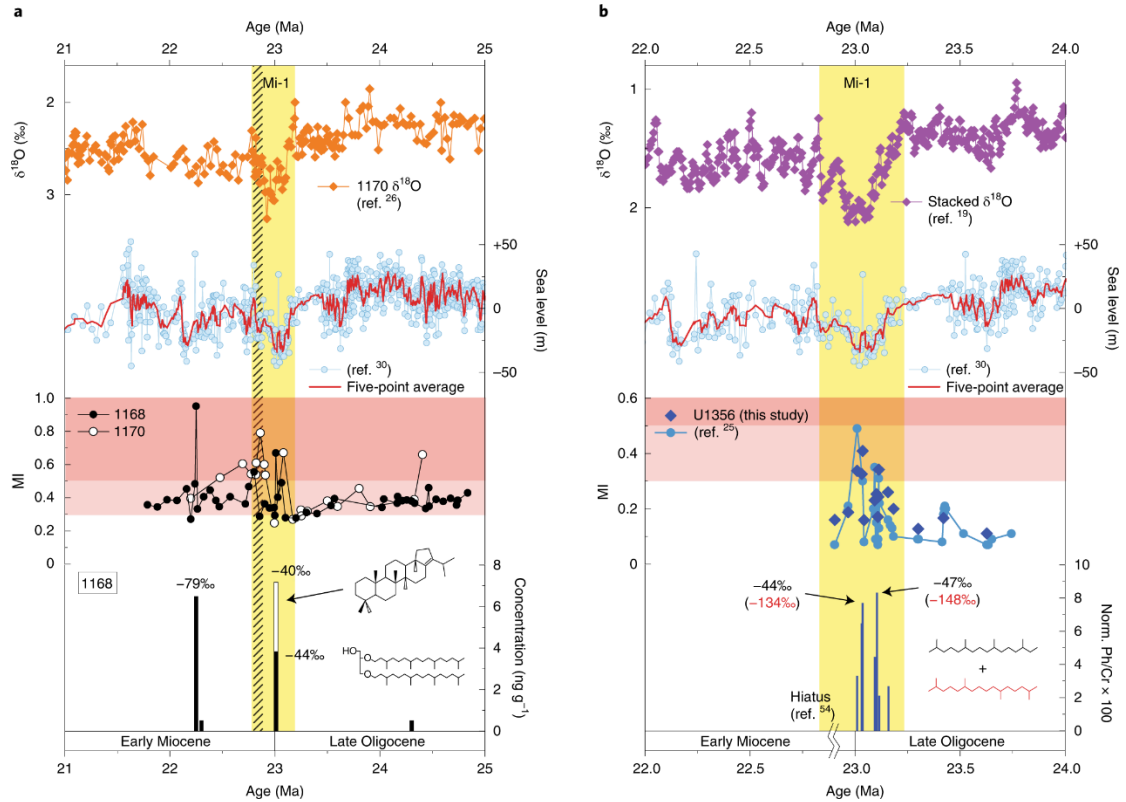 a
Age (Ma)
21 22 23 24 25
Mi-1
2
3
δ18O (‰)
1170 δ18O
(ref. 26)
+50
0
−50
Sea level (m)
(ref. 30)
Five-point average
1.0
0.8
0.6
0.4
0.2
0
MI
1168
1170
1168
−79‰
−40‰
−44‰
HO
O
O
8
7
6
5
4
3
2
1
0
Concentration (ng g−1)
Early Miocene
Late Oligocene
21 22 23 24 25
Age (Ma)
b
Age (Ma)
22.0 22.5 23.0 23.5 24.0
Mi-1
1
2
δ18O (‰)
Stacked δ18O
(ref. 19)
+50
0
−50
Sea level (m)
(ref. 30)
Five-point average
0.6
0.4
0.2
0
MI
U1356 (this study)
(ref. 25)
−44‰
(−134‰)
−47‰
(−148‰)
+
Hiatus
(ref. 54)
10
8
6
4
2
0
Norm. Ph/Cr × 100
Early Miocene
Late Oligocene
22.0 22.5 23.0 23.5 24.0
Age (Ma)